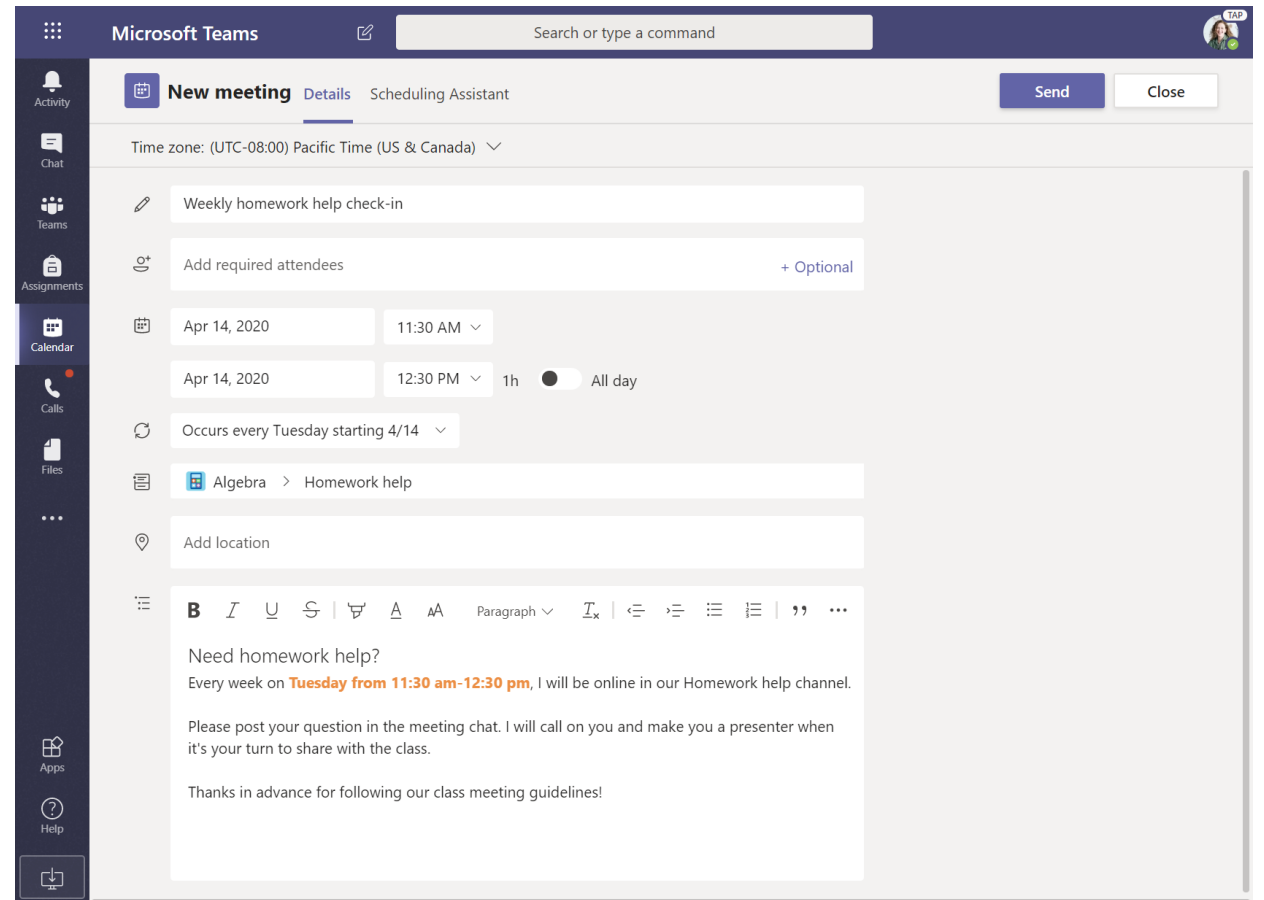 Microsoft Teams
Search or type a command
TAP
Activity
Chat
Teams
Assignments
Calendar
Calls
Files
Apps
Help
New meeting Details Scheduling Assistant
Send Close
Time zone: (UTC-08:00) Pacific Time (US & Canada)
Weekly homework help check-in
Add required attendees + Optional
Apr 14, 2020 11:30 AM
Apr 14, 2020 12:30 PM 1h All day
Occurs every Tuesday starting 4/14
Algebra > Homework help
Add location
B I U S A AA Paragraph Tx
Need homework help?
Every week on Tuesday from 11:30 am-12:30 pm, I will be online in our Homework help channel.
Please post your question in the meeting chat. I will call on you and make you a presenter when
it's your turn to share with the class.
Thanks in advance for following our class meeting guidelines!